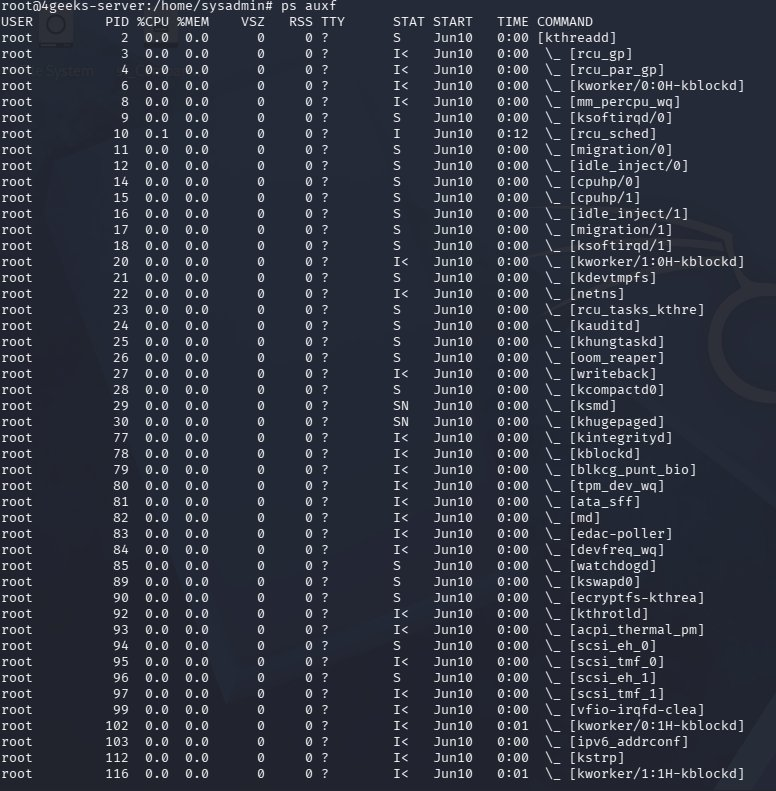 root@4geeks-server:/home/sysadmin# ps auxf
USER         PID %CPU %MEM    VSZ   RSS TTY      STAT START   TIME COMMAND
root           2  0.0  0.0      0     0 ?        S    Jun10   0:00 [kthreadd]
root           3  0.0  0.0      0     0 ?        I<   Jun10   0:00  \_ [rcu_gp]
root           4  0.0  0.0      0     0 ?        I<   Jun10   0:00  \_ [rcu_par_gp]
root           6  0.0  0.0      0     0 ?        I<   Jun10   0:00  \_ [kworker/0:0H-kblockd]
root           8  0.0  0.0      0     0 ?        I<   Jun10   0:00  \_ [mm_percpu_wq]
root           9  0.0  0.0      0     0 ?        S    Jun10   0:00  \_ [ksoftirqd/0]
root          10  0.1  0.0      0     0 ?        I    Jun10   0:12  \_ [rcu_sched]
root          11  0.0  0.0      0     0 ?        S    Jun10   0:00  \_ [migration/0]
root          12  0.0  0.0      0     0 ?        S    Jun10   0:00  \_ [idle_inject/0]
root          14  0.0  0.0      0     0 ?        S    Jun10   0:00  \_ [cpuhp/0]
root          15  0.0  0.0      0     0 ?        S    Jun10   0:00  \_ [cpuhp/1]
root          16  0.0  0.0      0     0 ?        S    Jun10   0:00  \_ [idle_inject/1]
root          17  0.0  0.0      0     0 ?        S    Jun10   0:00  \_ [migration/1]
root          18  0.0  0.0      0     0 ?        S    Jun10   0:00  \_ [ksoftirqd/1]
root          20  0.0  0.0      0     0 ?        I<   Jun10   0:00  \_ [kworker/1:0H-kblockd]
root          21  0.0  0.0      0     0 ?        S    Jun10   0:00  \_ [kdevtmpfs]
root          22  0.0  0.0      0     0 ?        I<   Jun10   0:00  \_ [netns]
root          23  0.0  0.0      0     0 ?        S    Jun10   0:00  \_ [rcu_tasks_kthre]
root          24  0.0  0.0      0     0 ?        S    Jun10   0:00  \_ [kauditd]
root          25  0.0  0.0      0     0 ?        S    Jun10   0:00  \_ [khungtaskd]
root          26  0.0  0.0      0     0 ?        S    Jun10   0:00  \_ [oom_reaper]
root          27  0.0  0.0      0     0 ?        I<   Jun10   0:00  \_ [writeback]
root          28  0.0  0.0      0     0 ?        S    Jun10   0:00  \_ [kcompactd0]
root          29  0.0  0.0      0     0 ?        SN   Jun10   0:00  \_ [ksmd]
root          30  0.0  0.0      0     0 ?        SN   Jun10   0:00  \_ [khugepaged]
root          77  0.0  0.0      0     0 ?        I<   Jun10   0:00  \_ [kintegrityd]
root          78  0.0  0.0      0     0 ?        I<   Jun10   0:00  \_ [kblockd]
root          79  0.0  0.0      0     0 ?        I<   Jun10   0:00  \_ [blkcg_punt_bio]
root          80  0.0  0.0      0     0 ?        I<   Jun10   0:00  \_ [tpm_dev_wq]
root          81  0.0  0.0      0     0 ?        I<   Jun10   0:00  \_ [ata_sff]
root          82  0.0  0.0      0     0 ?        I<   Jun10   0:00  \_ [md]
root          83  0.0  0.0      0     0 ?        I<   Jun10   0:00  \_ [edac-poller]
root          84  0.0  0.0      0     0 ?        I<   Jun10   0:00  \_ [devfreq_wq]
root          85  0.0  0.0      0     0 ?        S    Jun10   0:00  \_ [watchdogd]
root          89  0.0  0.0      0     0 ?        S    Jun10   0:00  \_ [kswapd0]
root          90  0.0  0.0      0     0 ?        S    Jun10   0:00  \_ [ecryptfs-kthrea]
root          92  0.0  0.0      0     0 ?        I<   Jun10   0:00  \_ [kthrotld]
root          93  0.0  0.0      0     0 ?        I<   Jun10   0:00  \_ [acpi_thermal_pm]
root          94  0.0  0.0      0     0 ?        S    Jun10   0:00  \_ [scsi_eh_0]
root          95  0.0  0.0      0     0 ?        I<   Jun10   0:00  \_ [scsi_tmf_0]
root          96  0.0  0.0      0     0 ?        S    Jun10   0:00  \_ [scsi_eh_1]
root          97  0.0  0.0      0     0 ?        I<   Jun10   0:00  \_ [scsi_tmf_1]
root          99  0.0  0.0      0     0 ?        I<   Jun10   0:00  \_ [vfio-irqfd-clea]
root         102  0.0  0.0      0     0 ?        I<   Jun10   0:01  \_ [kworker/0:1H-kblockd]
root         103  0.0  0.0      0     0 ?        I<   Jun10   0:00  \_ [ipv6_addrconf]
root         112  0.0  0.0      0     0 ?        I<   Jun10   0:00  \_ [kstrp]
root         116  0.0  0.0      0     0 ?        I<   Jun10   0:01  \_ [kworker/1:1H-kblockd]